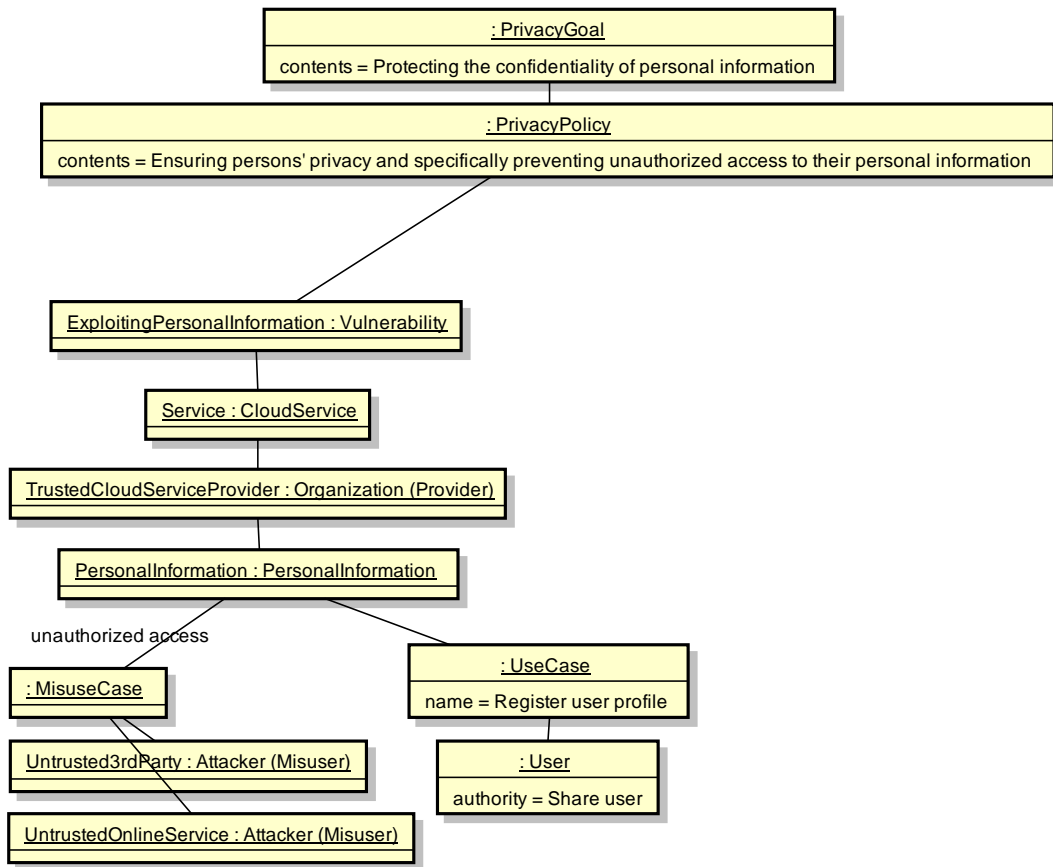 : PrivacyGoal
contents = Protecting the confidentiality of personal information
: PrivacyPolicy
contents = Ensuring persons' privacy and specifically preventing unauthorized access to their personal information
ExploitingPersonalInformation : Vulnerability
Service : CloudService
TrustedCloudServiceProvider : Organization (Provider)
PersonalInformation : PersonalInformation
unauthorized access
: MisuseCase
: UseCase
name = Register user profile
Untrusted3rdParty : Attacker (Misuser)
: User
authority = Share user
UntrustedOnlineService : Attacker (Misuser)